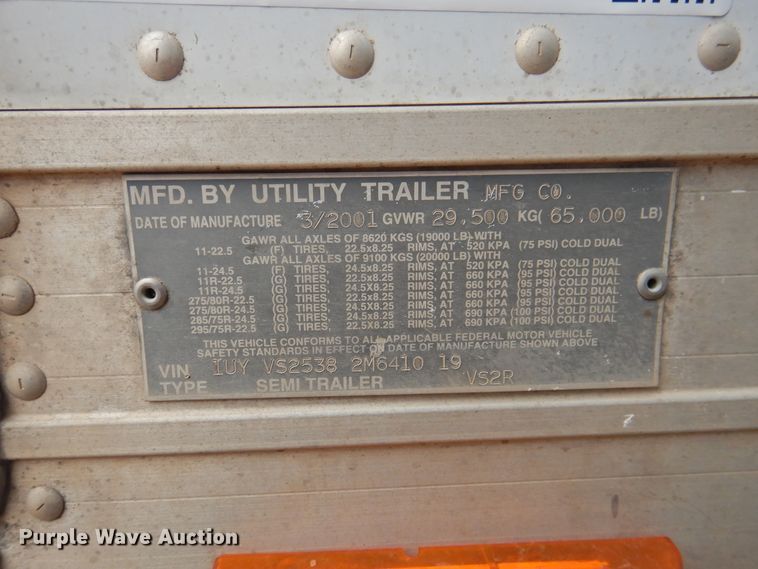 MFD. BY UTILITY TRAILER MFG CO.
DATE OF MANUFACTURE 3/2001 GVWR 29.500 KG( 65.000 LB)
GAWR ALL AXLES OF 8620 KGS (19000 LB)-WITH
11-22.5 (F) TIRES, 22.5x8.25 RIMS, AT 520 KPA (75 PSI) COLD DUAL
GAWR ALL AXLES OF 9100 KGS (20000 LB)-WITH
11-24.5 (F) TIRES, 24.5x8.25 RIMS, AT 520 KPA (75 PSI) COLD DUAL
11R-22.5 (G) TIRES, 22.5x8.25 RIMS, AT 660 KPA (95 PSI) COLD DUAL
11R-24.5 (G) TIRES, 24.5x8.25 RIMS, AT 660 KPA (95 PSI) COLD DUAL
275/80R-22.5 (G) TIRES, 22.5x8.25 RIMS, AT 660 KPA (95 PSI) COLD DUAL
275/80R-24.5 (G) TIRES, 24.5x8.25 RIMS, AT 660 KPA (95 PSI) COLD DUAL
285/75R-24.5 (G) TIRES, 24.5x8.25 RIMS, AT 690 KPA (100 PSI) COLD DUAL
295/75R-22.5 (G) TIRES, 22.5x8.25 RIMS, AT 690 KPA (100 PSI) COLD DUAL
THIS VEHICLE CONFORMS TO ALL APPLICABLE FEDERAL MOTOR VEHICLE
SAFETY STANDARDS IN EFFECT ON DATE OF MANUFACTURE SHOWN ABOVE
VIN 1UY VS2538 2M6410 19
TYPE SEMI TRAILER VS2R
Purple Wave Auction